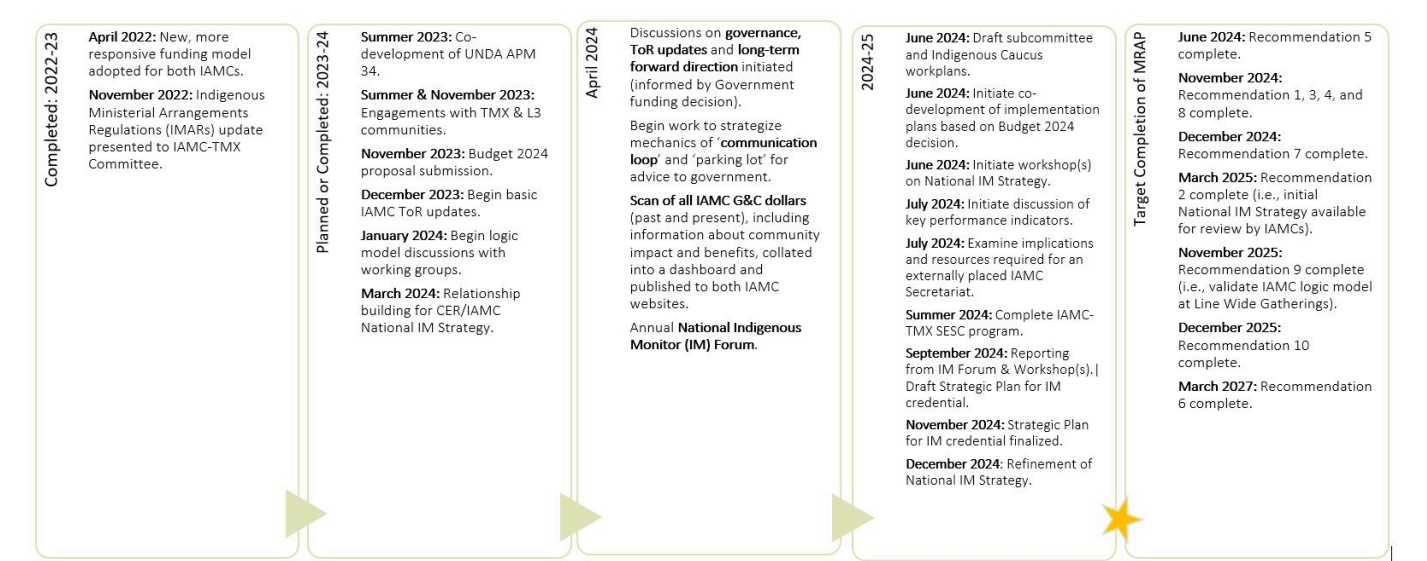 Completed: 2022-23
April 2022: New, more
responsive funding model
adopted for both IAMCs.
November 2022: Indigenous
Ministerial Arrangements
Regulations (IMARs) update
presented to IAMC-TMX
Committee.
Planned or Completed: 2023-24
Summer 2023: Co-
development of UNDA APM
34.
Summer & November 2023:
Engagements with TMX & L3
communities.
November 2023: Budget 2024
proposal submission.
December 2023: Begin basic
IAMC ToR updates.
January 2024: Begin logic
model discussions with
working groups.
March 2024: Relationship
building for CER/IAMC
National IM Strategy.
April 2024
Discussions on governance,
ToR updates and long-term
forward direction initiated
(informed by Government
funding decision).
Begin work to strategize
mechanics of ‘communication
loop’ and ‘parking lot’ for
advice to government.
Scan of all IAMC G&C dollars
(past and present), including
information about community
impact and benefits, collated
into a dashboard and
published to both IAMC
websites.
Annual National Indigenous
Monitor (IM) Forum.
2024-25
June 2024: Draft subcommittee
and Indigenous Caucus
workplans.
June 2024: Initiate co-
development of implementation
plans based on Budget 2024
decision.
June 2024: Initiate workshop(s)
on National IM Strategy.
July 2024: Initiate discussion of
key performance indicators.
July 2024: Examine implications
and resources required for an
externally placed IAMC
Secretariat.
Summer 2024: Complete IAMC-
TMX SESC program.
September 2024: Reporting
from IM Forum & Workshop(s).|
Draft Strategic Plan for IM
credential.
November 2024: Strategic Plan
for IM credential finalized.
December 2024: Refinement of
National IM Strategy.
Target Completion of MRAP
June 2024: Recommendation 5
complete.
November 2024:
Recommendation 1, 3, 4, and
8 complete.
December 2024:
Recommendation 7 complete.
March 2025: Recommendation
2 complete (i.e., initial
National IM Strategy available
for review by IAMCs).
November 2025:
Recommendation 9 complete
(i.e., validate IAMC logic model
at Line Wide Gatherings).
December 2025:
Recommendation 10
complete.
March 2027: Recommendation
6 complete.